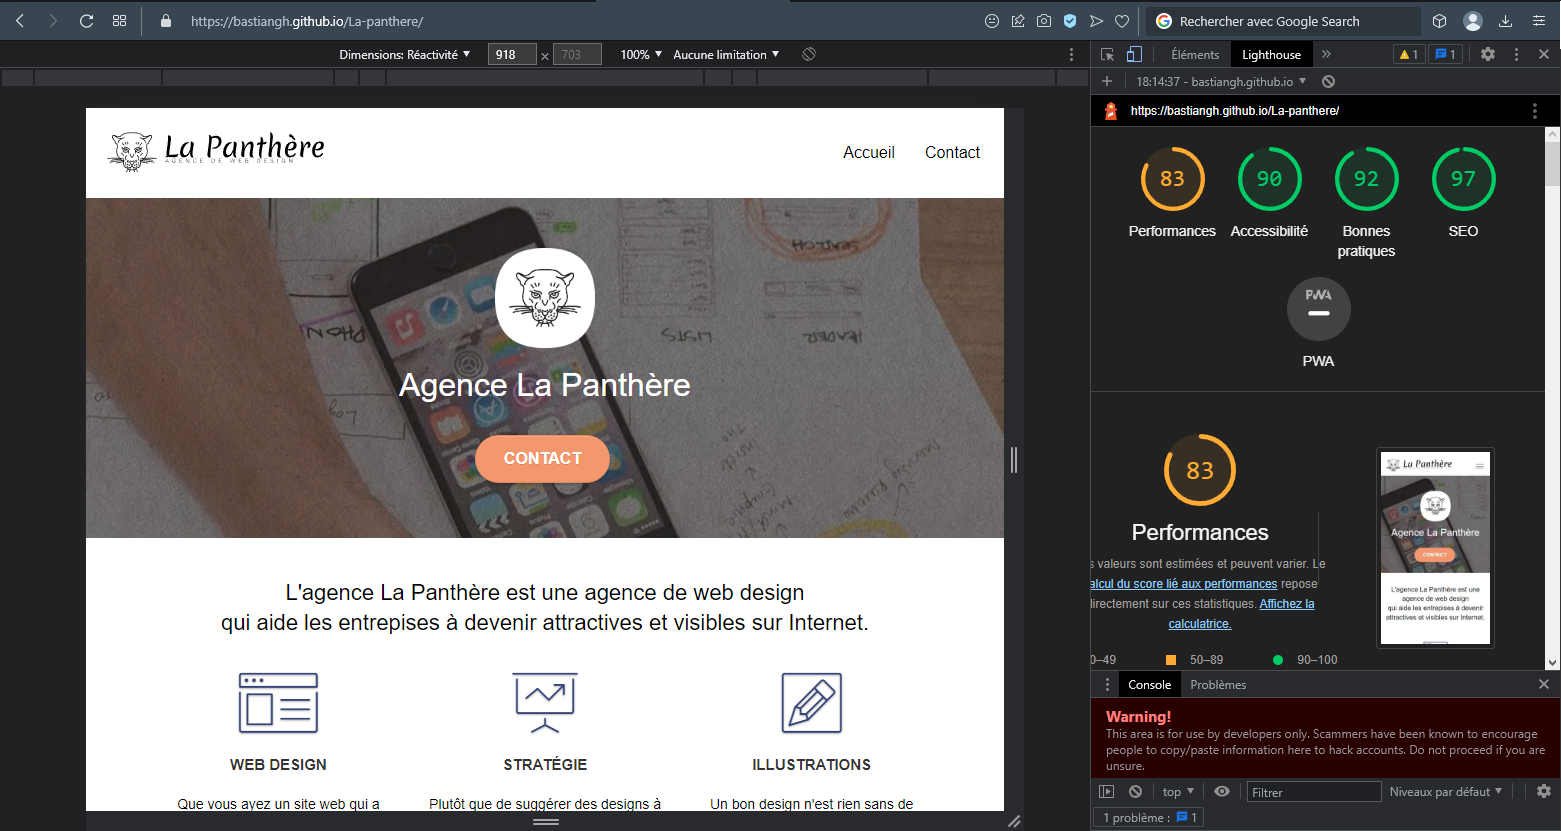 https://bastiangh.github.io/La-panthere/
Rechercher avec Google Search
Dimensions: Réactivité ▼ 918 × 703 100% ▼ Aucune limitation ▼
Éléments Lighthouse » 1 1
+ 18:14:37 - bastiangh.github.io ▼
https://bastiangh.github.io/La-panthere/
La Panthère
AGENCE DE WEB DESIGN
Accueil Contact
83 90 92 97
Performances Accessibilité Bonnes pratiques SEO
PWA
PWA
SEARCH
PHON
LISTS
HEADER
Agence La Panthère
CONTACT
83
Performances
s valeurs sont estimées et peuvent varier. Le
alcul du score lié aux performances repose
directement sur ces statistiques. Affichez la
calculatrice.
0–49 50–89 90–100
La Panthère
Agence La Panthère
CONTACT
L'agence La Panthère est une
agence de web design
qui aide les entrepises à devenir
attractives et visibles sur Internet.
L'agence La Panthère est une agence de web design
qui aide les entrepises à devenir attractives et visibles sur Internet.
WEB DESIGN STRATÉGIE ILLUSTRATIONS
Que vous ayez un site web qui a Plutôt que de suggérer des designs à Un bon design n'est rien sans de
Console Problèmes
Warning!
This area is for use by developers only. Scammers have been known to encourage
people to copy/paste information here to hack accounts. Do not proceed if you are
unsure.
top ▼ Filtrer Niveaux par défaut ▼
1 problème : 1